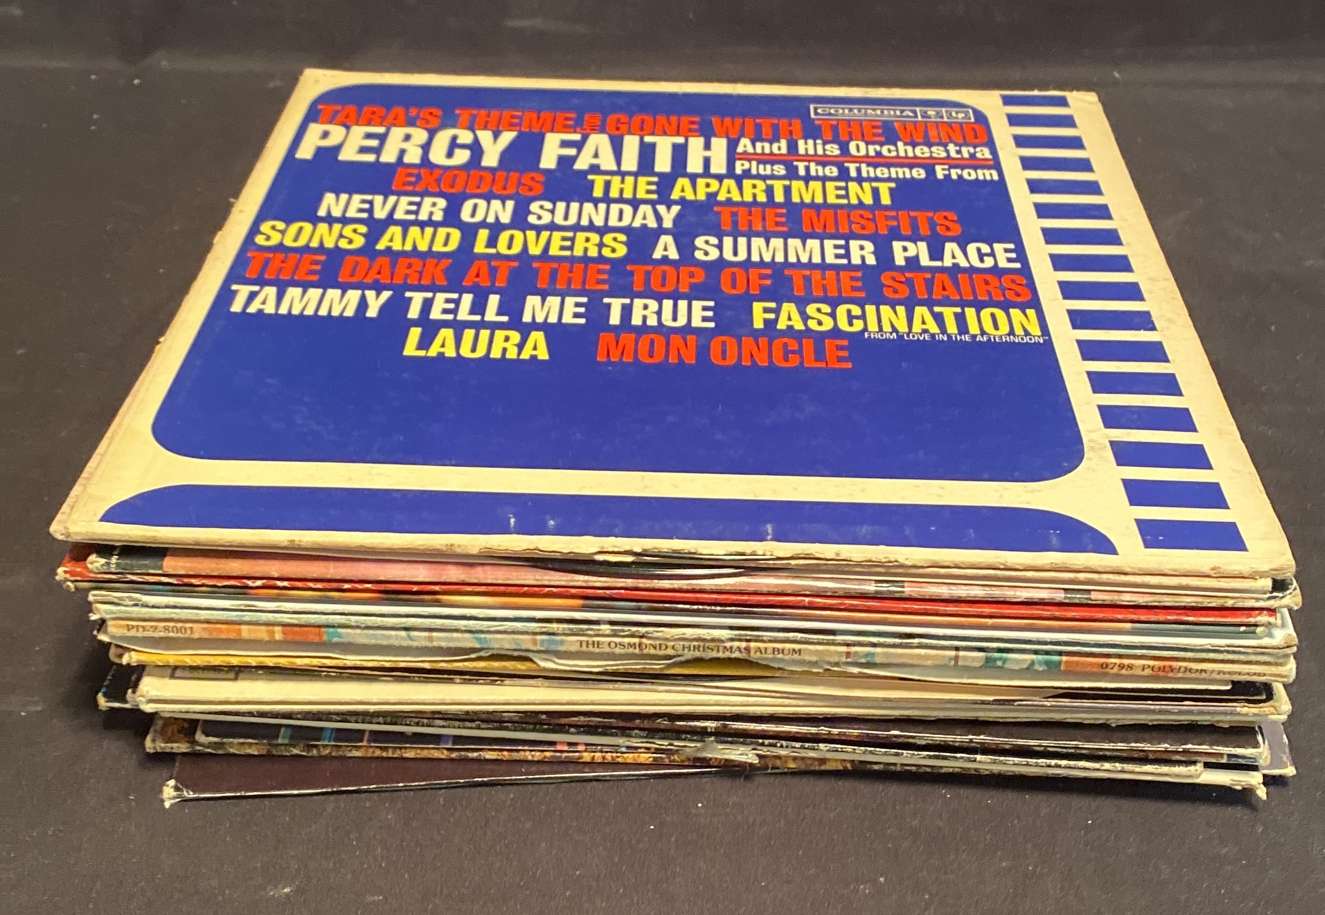 COLUMBIA LP
TARA'S THEME FROM GONE WITH THE WIND
PERCY FAITH And His Orchestra
Plus The Theme From
EXODUS THE APARTMENT
NEVER ON SUNDAY THE MISFITS
SONS AND LOVERS A SUMMER PLACE
THE DARK AT THE TOP OF THE STAIRS
TAMMY TELL ME TRUE FASCINATION
FROM "LOVE IN THE AFTERNOON"
LAURA MON ONCLE
PD-2-8001 THE OSMOND CHRISTMAS ALBUM 0798 POLYDOR